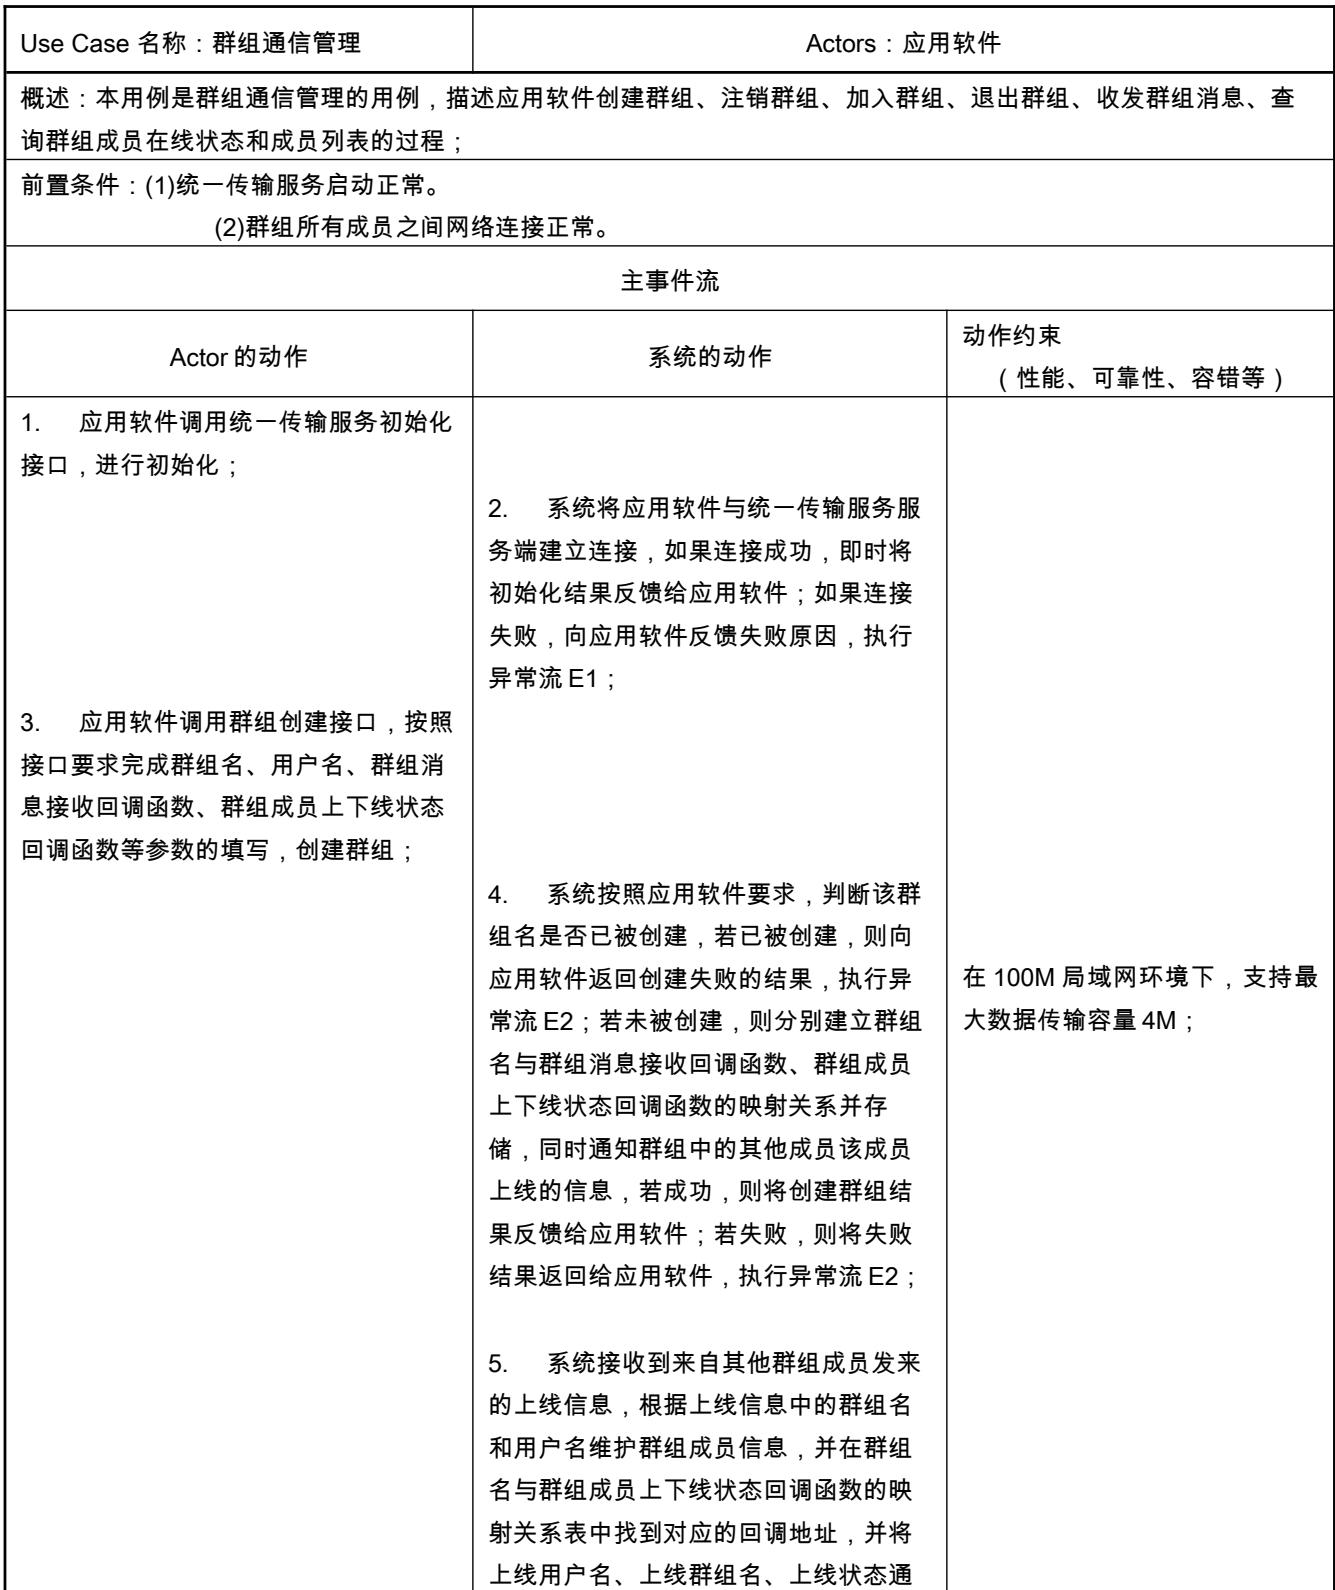 Use Case 名称：群组通信管理
Actors：应用软件
概述：本用例是群组通信管理的用例，描述应用软件创建群组、注销群组、加入群组、退出群组、收发群组消息、查
询群组成员在线状态和成员列表的过程；
前置条件：(1)统一传输服务启动正常。
(2)群组所有成员之间网络连接正常。
主事件流
Actor 的动作
系统的动作
动作约束
（性能、可靠性、容错等）
1. 应用软件调用统一传输服务初始化
接口，进行初始化；
2. 系统将应用软件与统一传输服务服
务端建立连接，如果连接成功，即时将
初始化结果反馈给应用软件；如果连接
失败，向应用软件反馈失败原因，执行
异常流 E1；
3. 应用软件调用群组创建接口，按照
接口要求完成群组名、用户名、群组消
息接收回调函数、群组成员上下线状态
回调函数等参数的填写，创建群组；
4. 系统按照应用软件要求，判断该群
组名是否已被创建，若已被创建，则向
应用软件返回创建失败的结果，执行异
常流 E2；若未被创建，则分别建立群组
名与群组消息接收回调函数、群组成员
上下线状态回调函数的映射关系并存
储，同时通知群组中的其他成员该成员
上线的信息，若成功，则将创建群组结
果反馈给应用软件；若失败，则将失败
结果返回给应用软件，执行异常流 E2；
在 100M 局域网环境下，支持最
大数据传输容量 4M；
5. 系统接收到来自其他群组成员发来
的上线信息，根据上线信息中的群组名
和用户名维护群组成员信息，并在群组
名与群组成员上下线状态回调函数的映
射关系表中找到对应的回调地址，并将
上线用户名、上线群组名、上线状态通